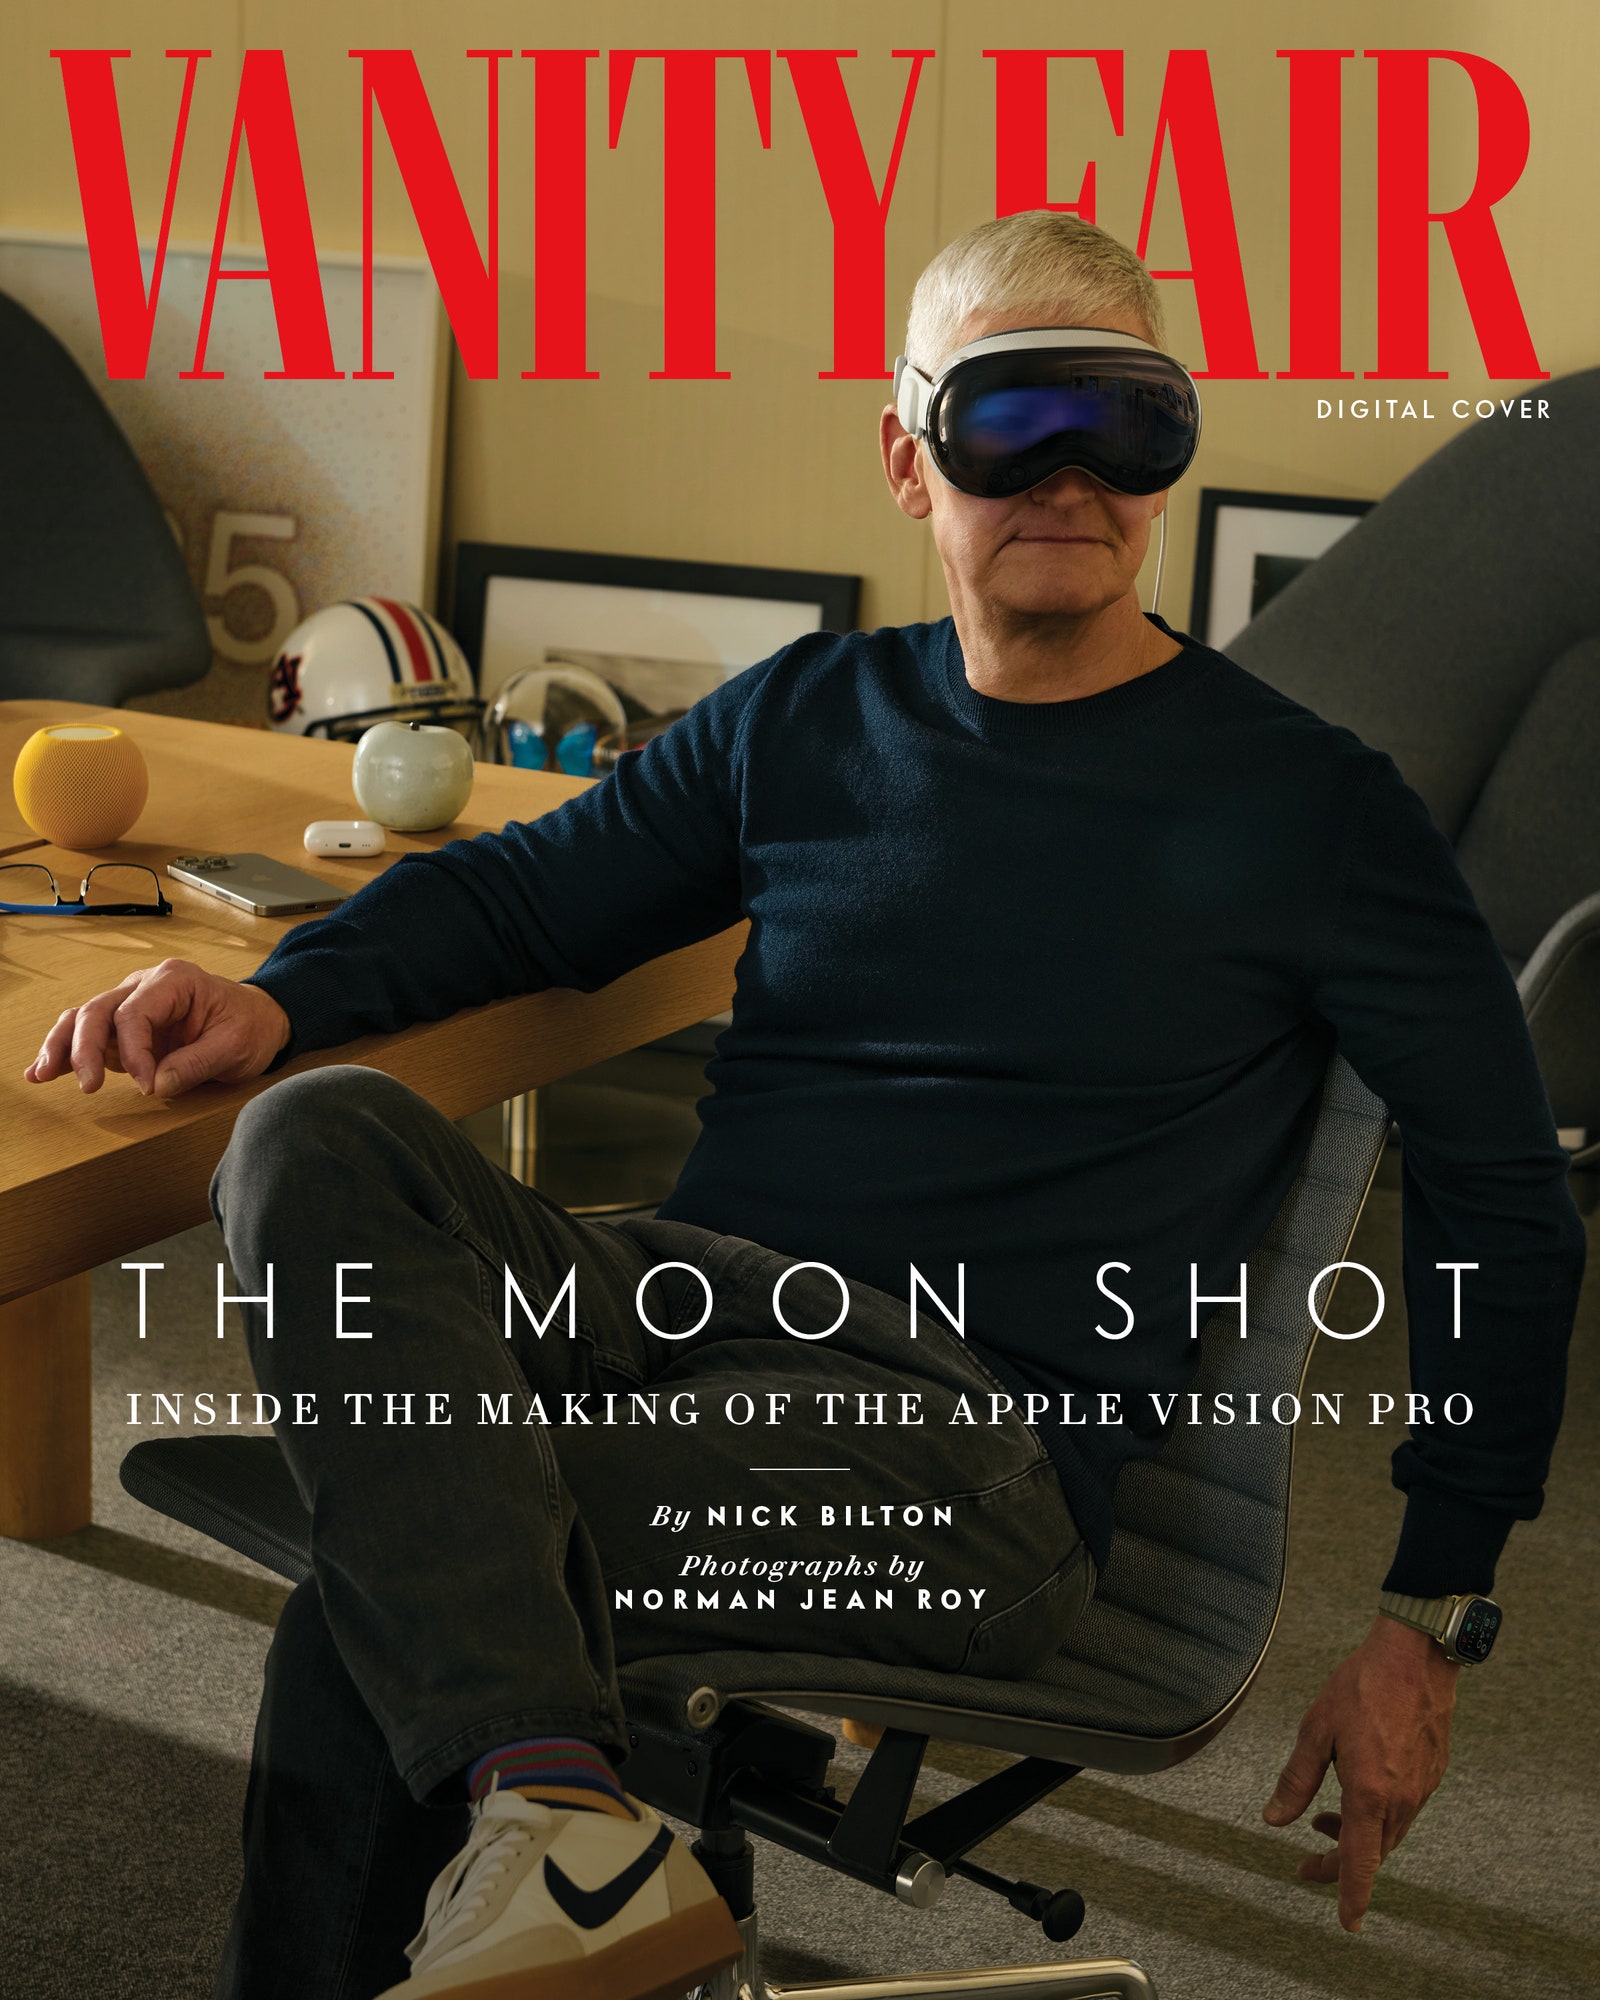 VANITY FAIR
DIGITAL COVER
5
THE MOON SHOT
INSIDE THE MAKING OF THE APPLE VISION PRO
By NICK BILTON
Photographs by
NORMAN JEAN ROY